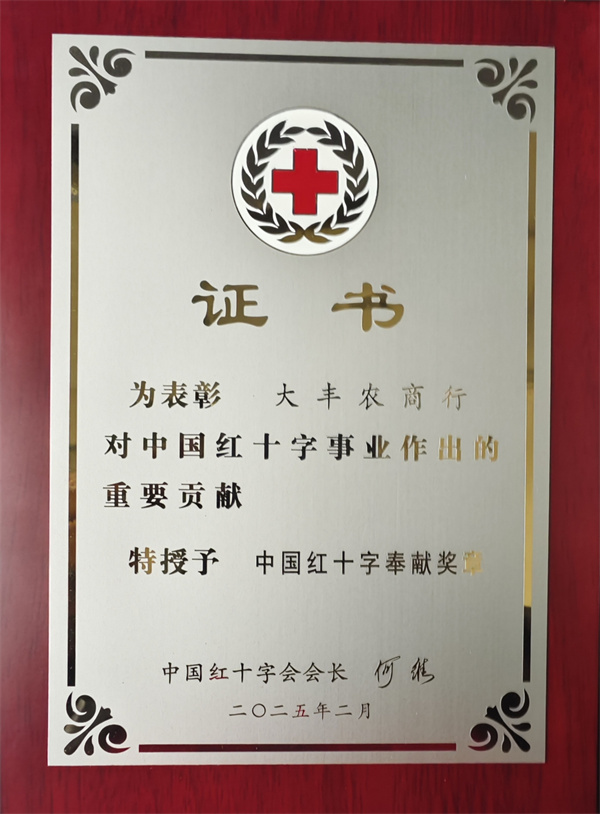 证书
为表彰 大丰农商行
对中国红十字事业作出的
重要贡献
特授予 中国红十字奉献奖章
中国红十字会会长 何维
二〇二五年二月